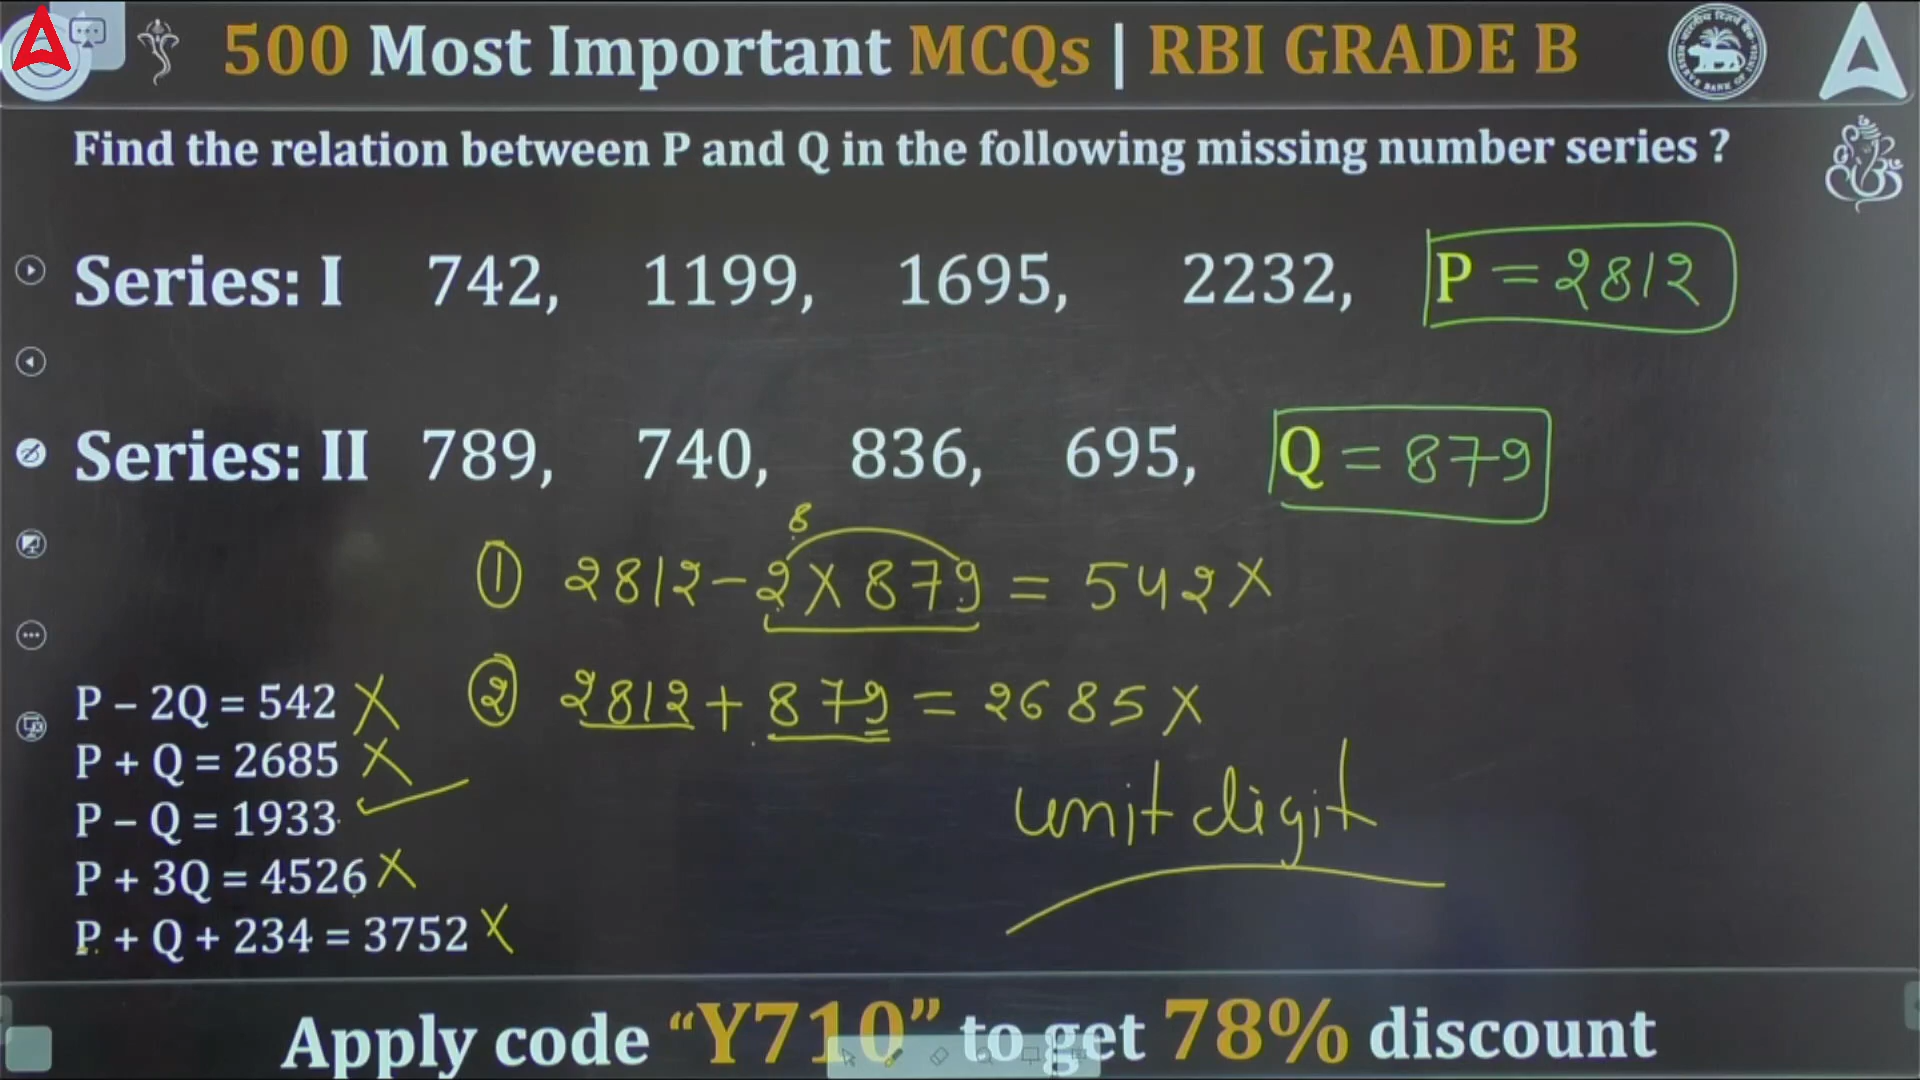 500 Most Important MCQs | RBI GRADE B
Find the relation between P and Q in the following missing number series ?
Series: I 742, 1199, 1695, 2232, P = 2812
Series: II 789, 740, 836, 695, Q = 879
8
① 2812 - 2 X 879 = 542 X
② 2812 + 879 = 2685 X
unit digit
P – 2Q = 542 X
P + Q = 2685 X
P – Q = 1933 ✓
P + 3Q = 4526 X
P + Q + 234 = 3752 X
Apply code “Y710” to get 78% discount